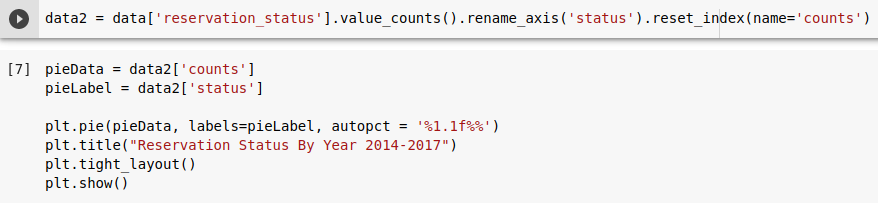 data2 = data['reservation_status'].value_counts().rename_axis('status').reset_index(name='counts')
[7] pieData = data2['counts']
pieLabel = data2['status']
plt.pie(pieData, labels=pieLabel, autopct = '%1.1f%%')
plt.title("Reservation Status By Year 2014-2017")
plt.tight_layout()
plt.show()